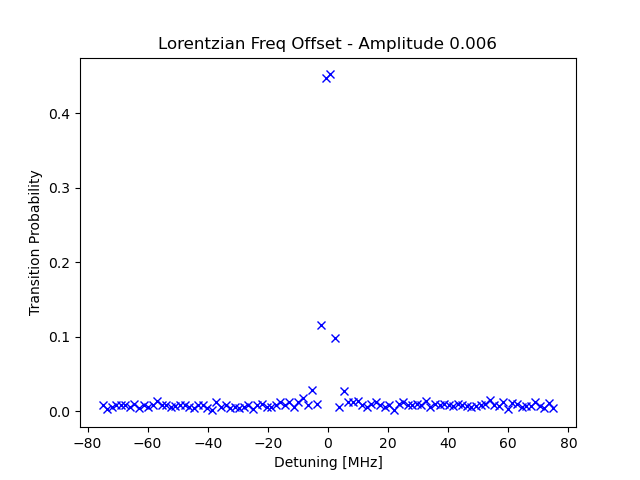 Lorentzian Freq Offset - Amplitude 0.006
Transition Probability
0.4
0.3
0.2
0.1
0.0
−80 −60 −40 −20 0 20 40 60 80
Detuning [MHz]